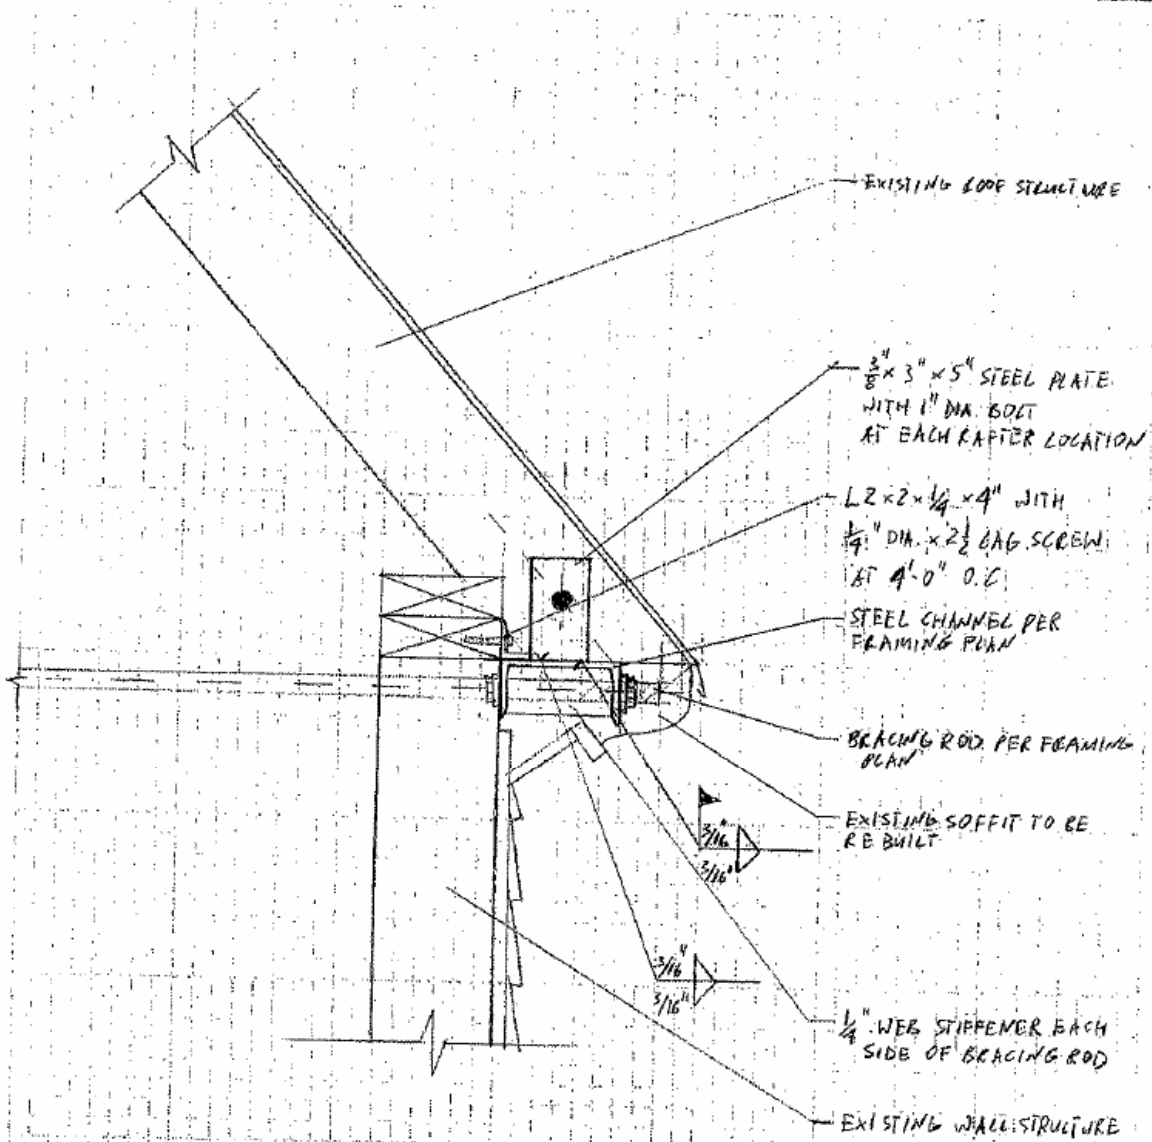 EXISTING ROOF STRUCTURE
3/8" x 3" x 5" STEEL PLATE
WITH 1" DIA. BOLT
AT EACH RAFTER LOCATION
L 2 x 2 x 1/4 x 4" WITH
1/4" DIA. x 2 1/2 LAG SCREW
AT 4'-0" O.C.
STEEL CHANNEL PER
FRAMING PLAN
BRACING ROD PER FRAMING
PLAN
EXISTING SOFFIT TO BE
REBUILT
3/16"
3/16"
3/16"
3/16"
1/4" WEB STIFFENER EACH
SIDE OF BRACING ROD
EXISTING WALL STRUCTURE